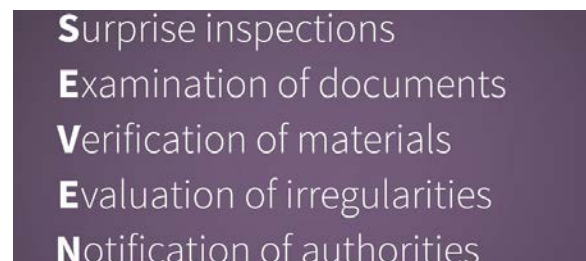 Surprise inspections
Examination of documents
Verification of materials
Evaluation of irregularities
Notification of authorities